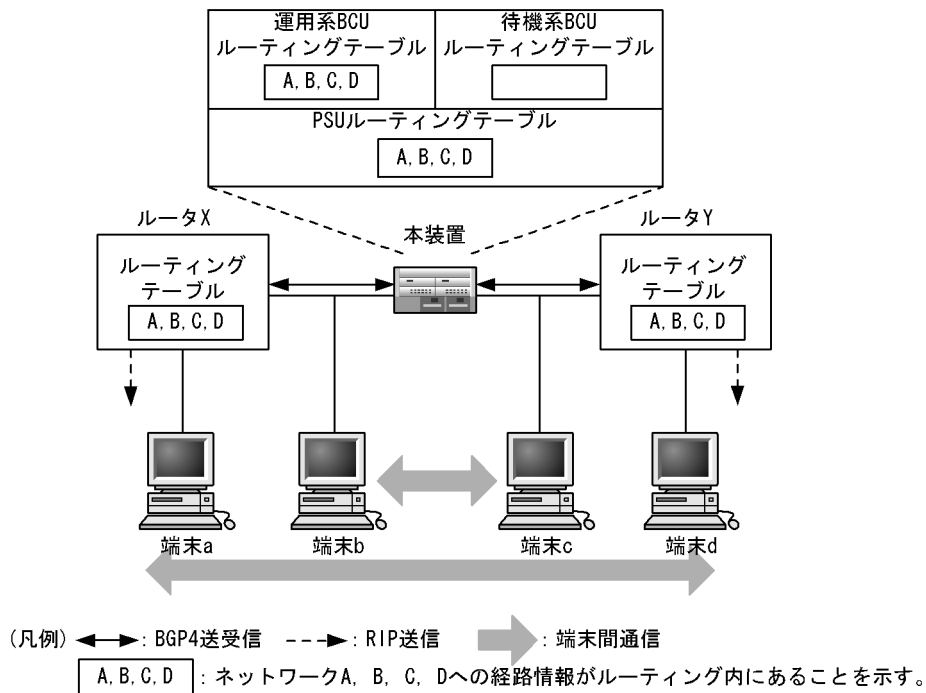 運用系BCU
ルーティングテーブル
A, B, C, D
待機系BCU
ルーティングテーブル
PSUルーティングテーブル
A, B, C, D
ルータX
ルーティング
テーブル
A, B, C, D
本装置
ルータY
ルーティング
テーブル
A, B, C, D
端末a
端末b
端末c
端末d
(凡例) : BGP4送受信 : RIP送信 : 端末間通信
A, B, C, D : ネットワークA, B, C, Dへの経路情報がルーティング内にあることを示す。